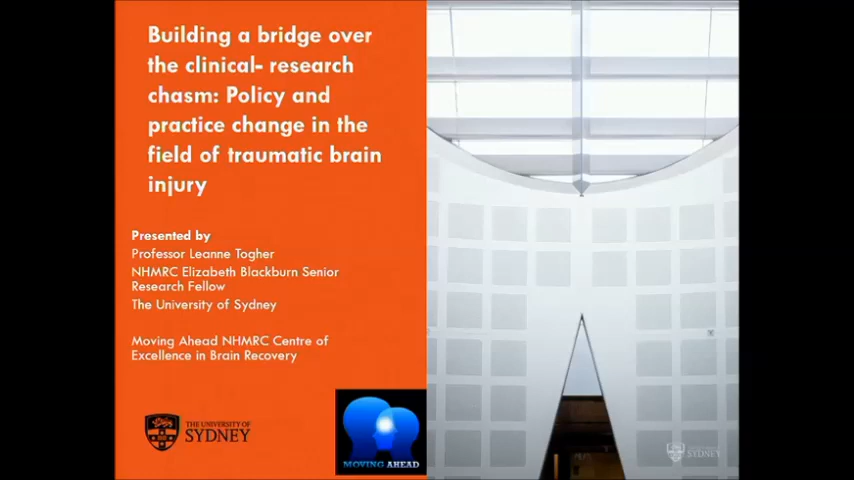 Building a bridge over
the clinical- research
chasm: Policy and
practice change in the
field of traumatic brain
injury
Presented by
Professor Leanne Togher
NHMRC Elizabeth Blackburn Senior
Research Fellow
The University of Sydney
Moving Ahead NHMRC Centre of
Excellence in Brain Recovery
THE UNIVERSITY OF
SYDNEY
MOVING AHEAD
SYDNEY